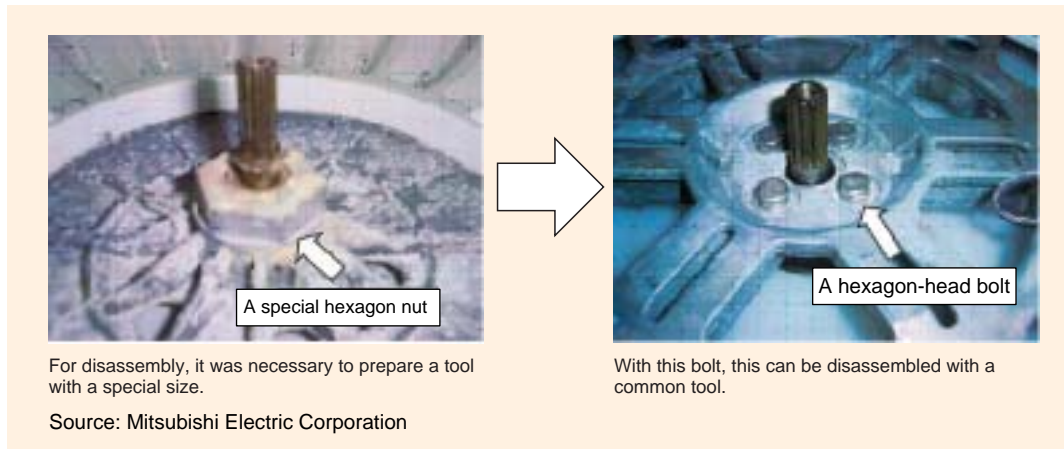 A special hexagon nut
A hexagon-head bolt
For disassembly, it was necessary to prepare a tool
with a special size.
With this bolt, this can be disassembled with a
common tool.
Source: Mitsubishi Electric Corporation